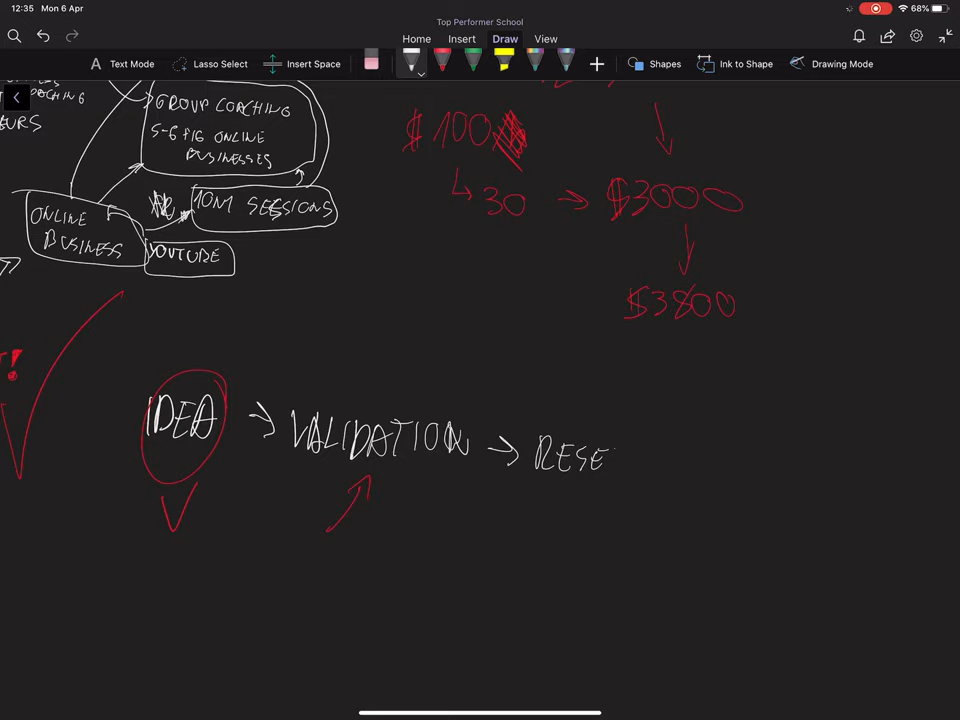 12:35 Mon 6 Apr
68%
Top Performer School
Home Insert Draw View
Text Mode Lasso Select Insert Space Shapes Ink to Shape Drawing Mode
GROUP COACHING
5-6 FIG ONLINE
BUSINESSES
10M SESSIONS
ONLINE
BUSINESS
YOUTUBE
$100
↳ 30 → $3000
$3800
!
IDEA → VALIDATION → RESE